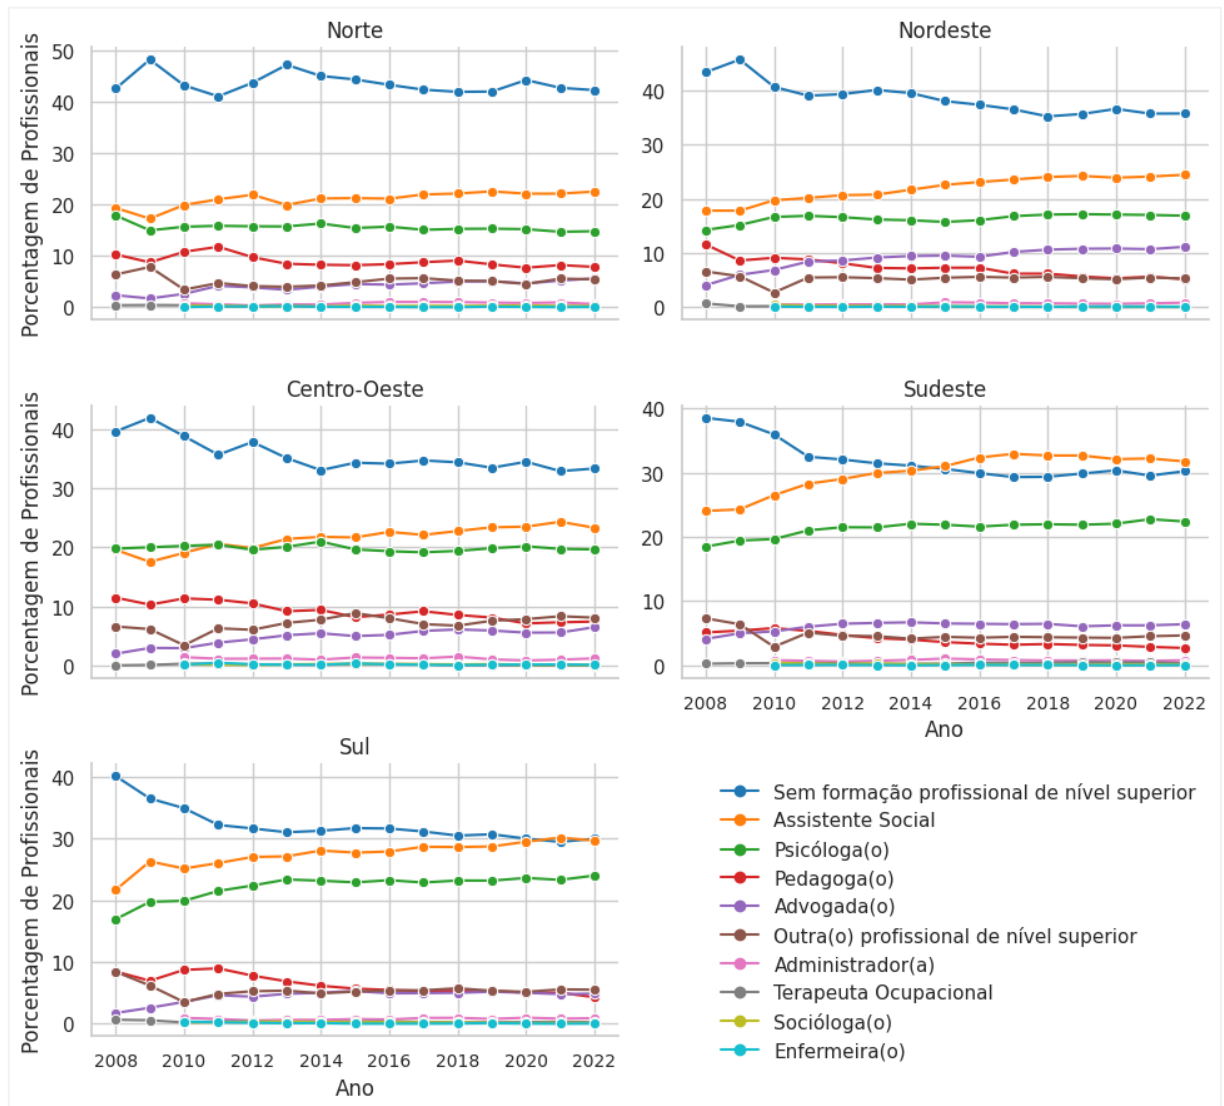 Norte
Porcentagem de Profissionais
50
40
30
20
10
0
Nordeste
40
30
20
10
0
Centro-Oeste
Porcentagem de Profissionais
40
30
20
10
0
Sudeste
40
30
20
10
0
2008 2010 2012 2014 2016 2018 2020 2022
Ano
Sul
Porcentagem de Profissionais
40
30
20
10
0
2008 2010 2012 2014 2016 2018 2020 2022
Ano
Sem formação profissional de nível superior
Assistente Social
Psicóloga(o)
Pedagoga(o)
Advogada(o)
Outra(o) profissional de nível superior
Administrador(a)
Terapeuta Ocupacional
Socióloga(o)
Enfermeira(o)